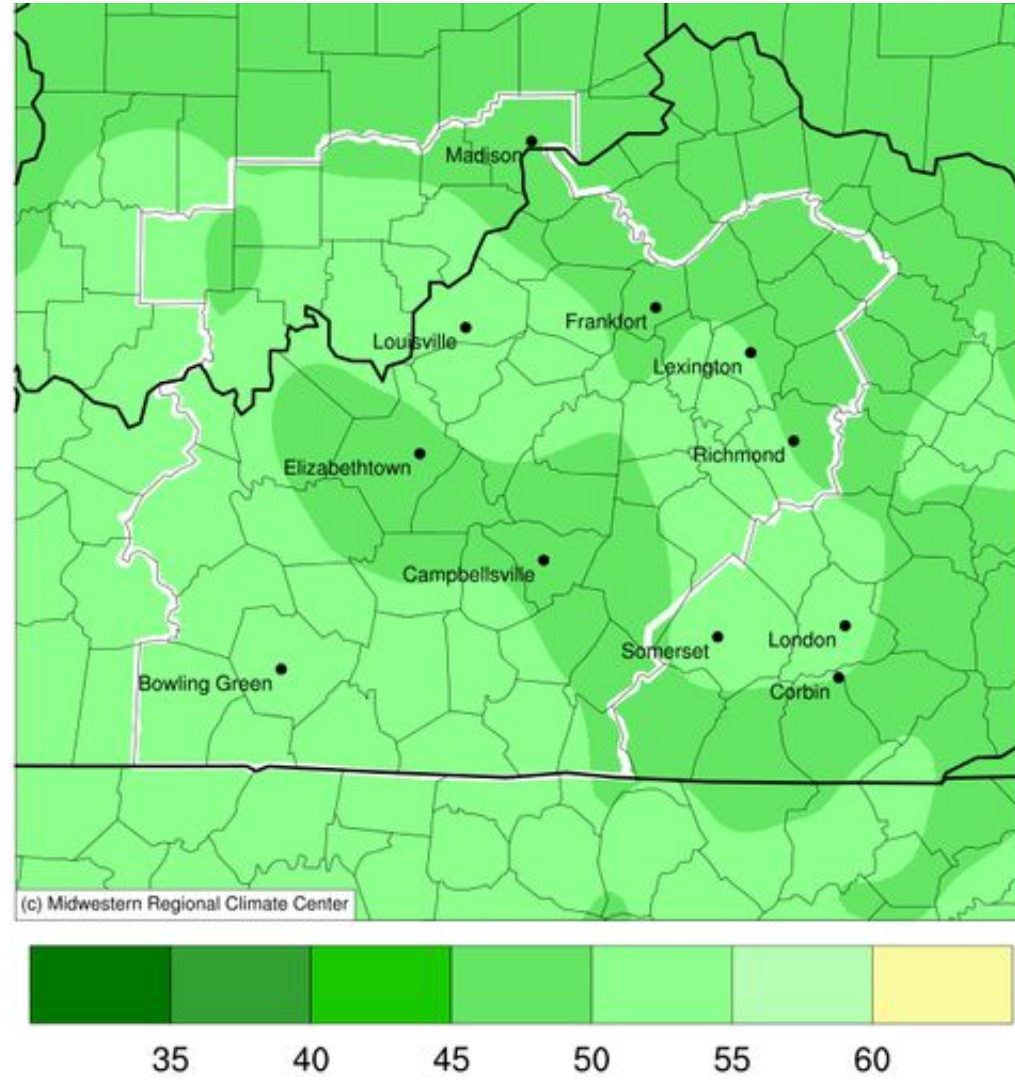 Madison
Frankfort
Louisville
Lexington
Richmond
Elizabethtown
Campbellsville
Somerset
London
Bowling Green
Corbin
(c) Midwestern Regional Climate Center
35 40 45 50 55 60